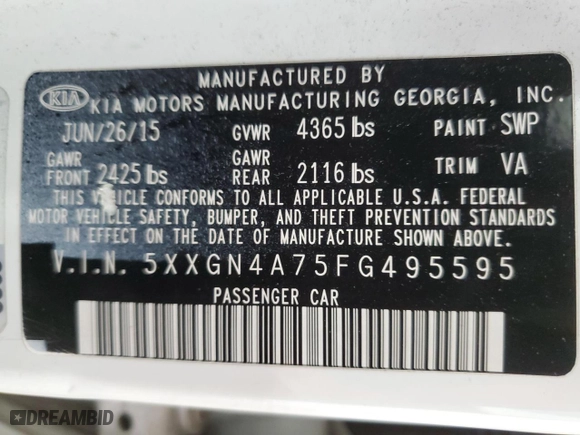 MANUFACTURED BY
KIA KIA MOTORS MANUFACTURING GEORGIA, INC.
JUN/26/15 GVWR 4365 lbs PAINT SWP
GAWR FRONT 2425 lbs GAWR REAR 2116 lbs TRIM VA
THIS VEHICLE CONFORMS TO ALL APPLICABLE U.S.A. FEDERAL
MOTOR VEHICLE SAFETY, BUMPER, AND THEFT PREVENTION STANDARDS
IN EFFECT ON THE DATE OF MANUFACTURE SHOWN ABOVE.
V.I.N. 5XXGN4A75FG495595
PASSENGER CAR
DREAMBID